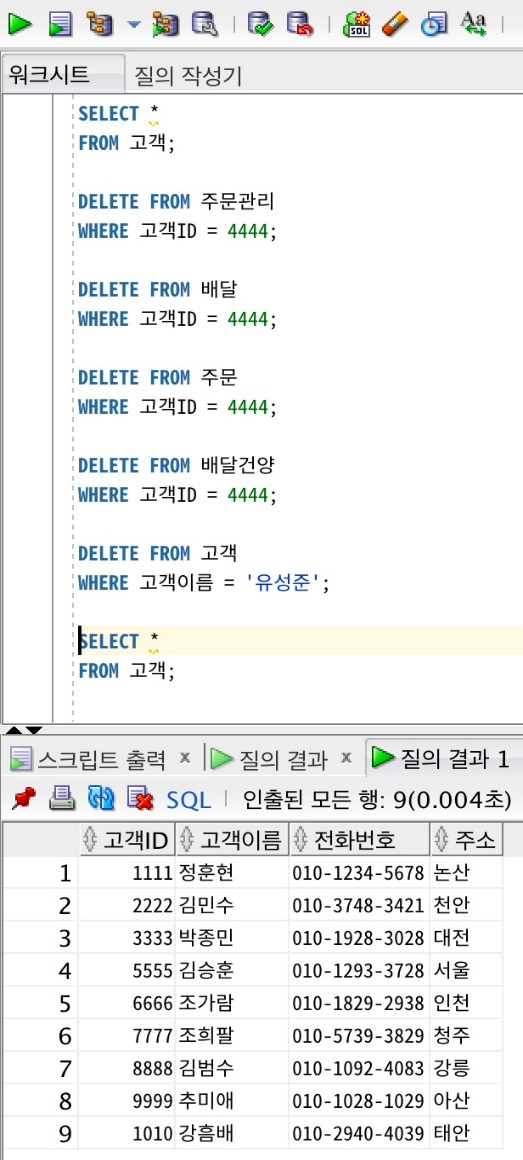 SQL
Aa
워크시트 질의 작성기
SELECT *
FROM 고객;
DELETE FROM 주문관리
WHERE 고객ID = 4444;
DELETE FROM 배달
WHERE 고객ID = 4444;
DELETE FROM 주문
WHERE 고객ID = 4444;
DELETE FROM 배달건양
WHERE 고객ID = 4444;
DELETE FROM 고객
WHERE 고객이름 = '유성준';
SELECT *
FROM 고객;
스크립트 출력 × 질의 결과 × 질의 결과 1
SQL 인출된 모든 행: 9(0.004초)
고객ID 고객이름 전화번호 주소
1 1111 정훈현 010-1234-5678 논산
2 2222 김민수 010-3748-3421 천안
3 3333 박종민 010-1928-3028 대전
4 5555 김승훈 010-1293-3728 서울
5 6666 조가람 010-1829-2938 인천
6 7777 조희팔 010-5739-3829 청주
7 8888 김범수 010-1092-4083 강릉
8 9999 추미애 010-1028-1029 아산
9 1010 강흠배 010-2940-4039 태안